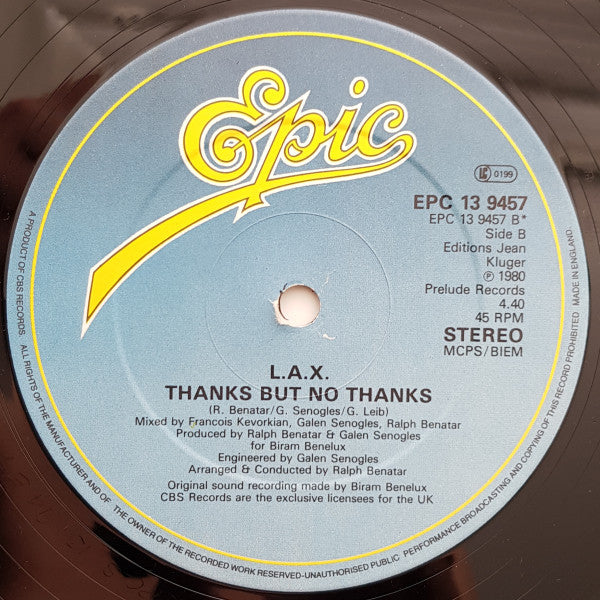 Epic
LC 0199
EPC 13 9457
EPC 13 9457 B*
Side B
Editions Jean
Kluger
Ⓟ 1980
Prelude Records
4.40
45 RPM
STEREO
MCPS/BIEM
L.A.X.
THANKS BUT NO THANKS
(R. Benatar/G. Senogles/G. Leib)
Mixed by Francois Kevorkian, Galen Senogles, Ralph Benatar
Produced by Ralph Benatar & Galen Senogles
for Biram Benelux
Engineered by Galen Senogles
Arranged & Conducted by Ralph Benatar
Original sound recording made by Biram Benelux
CBS Records are the exclusive licensees for the UK
A PRODUCT OF CBS RECORDS. ALL RIGHTS OF THE MANUFACTURER AND OF THE OWNER OF THE RECORDED WORK RESERVED-UNAUTHORISED PUBLIC PERFORMANCE BROADCASTING AND COPYING OF THIS RECORD PROHIBITED MADE IN ENGLAND